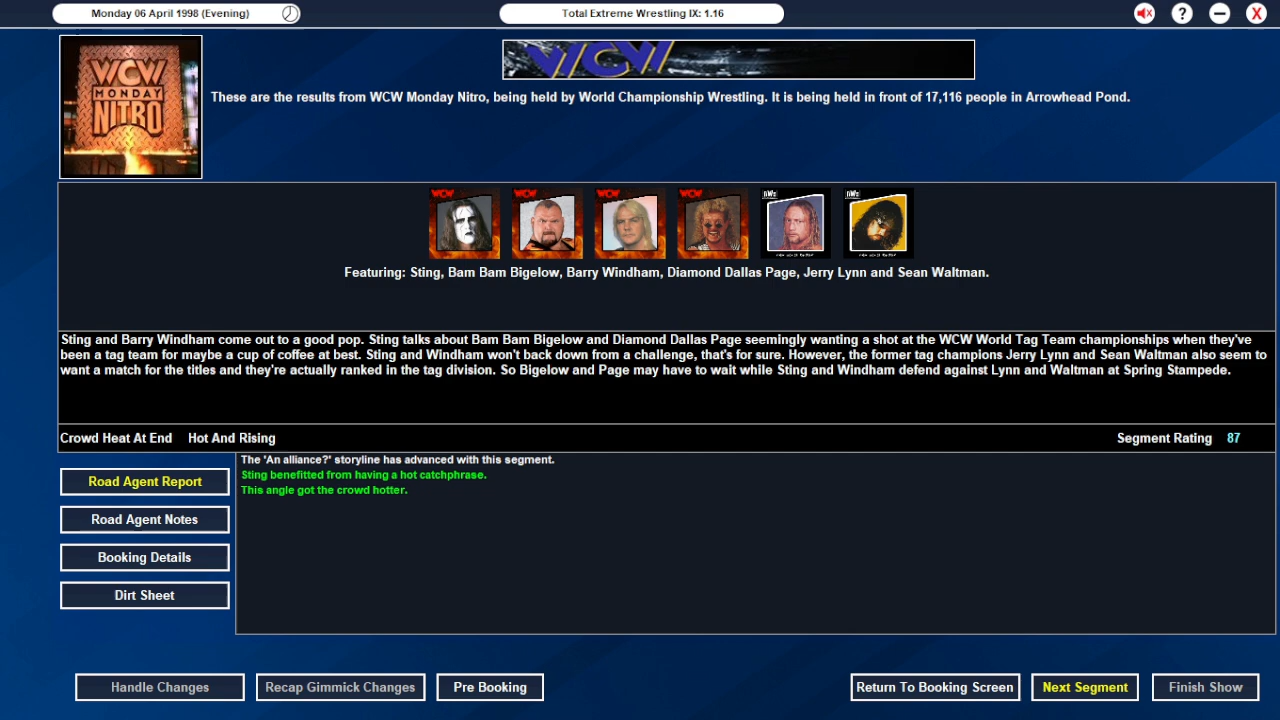 Monday 06 April 1998 (Evening)
Total Extreme Wrestling IX: 1.16
?
X
WCW
MONDAY
NITRO
WCW
These are the results from WCW Monday Nitro, being held by World Championship Wrestling. It is being held in front of 17,116 people in Arrowhead Pond.
WCW
WCW
WCW
WCW
nWo
nWo
Featuring: Sting, Bam Bam Bigelow, Barry Windham, Diamond Dallas Page, Jerry Lynn and Sean Waltman.
Sting and Barry Windham come out to a good pop. Sting talks about Bam Bam Bigelow and Diamond Dallas Page seemingly wanting a shot at the WCW World Tag Team championships when they've
been a tag team for maybe a cup of coffee at best. Sting and Windham won't back down from a challenge, that's for sure. However, the former tag champions Jerry Lynn and Sean Waltman also seem to
want a match for the titles and they're actually ranked in the tag division. So Bigelow and Page may have to wait while Sting and Windham defend against Lynn and Waltman at Spring Stampede.
Crowd Heat At End Hot And Rising
Segment Rating 87
The 'An alliance?' storyline has advanced with this segment.
Sting benefitted from having a hot catchphrase.
This angle got the crowd hotter.
Road Agent Report
Road Agent Notes
Booking Details
Dirt Sheet
Handle Changes
Recap Gimmick Changes
Pre Booking
Return To Booking Screen
Next Segment
Finish Show